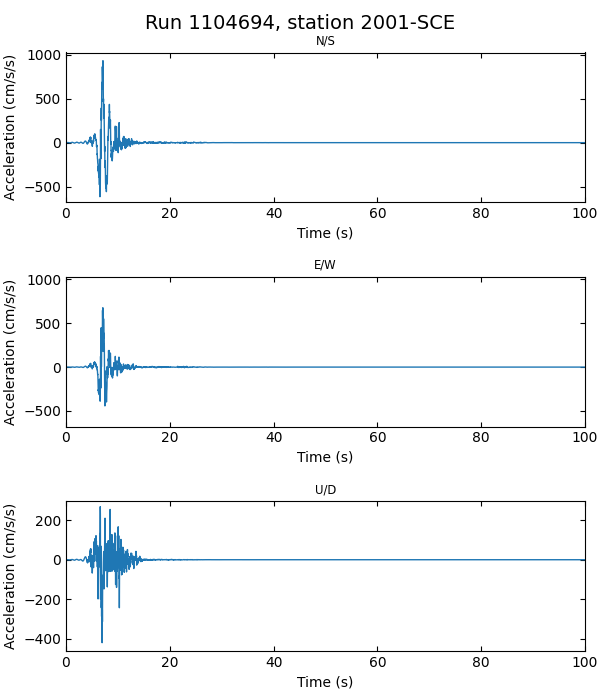 Run 1104694, station 2001-SCE
N/S
1000
500
0
−500
Acceleration (cm/s/s)
0 20 40 60 80 100
Time (s)
E/W
1000
500
0
−500
Acceleration (cm/s/s)
0 20 40 60 80 100
Time (s)
U/D
200
0
−200
−400
Acceleration (cm/s/s)
0 20 40 60 80 100
Time (s)